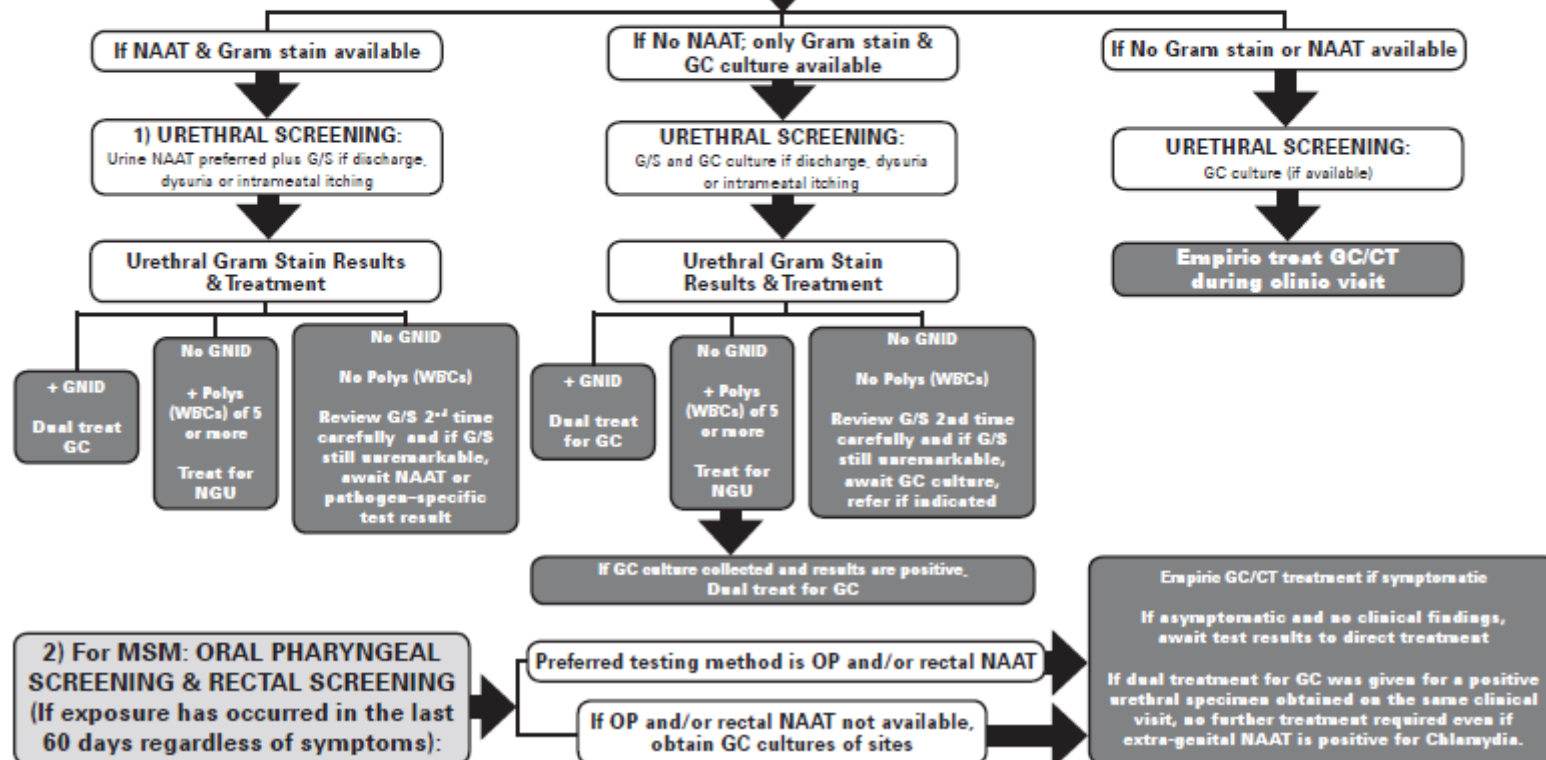 If NAAT & Gram stain available
1) URETHRAL SCREENING:
Urine NAAT preferred plus G/S if discharge,
dysuria or intrameatal itching
Urethral Gram Stain Results
& Treatment
+ GNID
Dual treat
GC
No GNID
+ Polys
(WBCs) of 5
or more
Treat for
NGU
No GNID
No Polys (WBCs)
Review G/S 2nd time
carefully and if G/S
still unremarkable,
await NAAT or
pathogen–specific
test result
If No NAAT; only Gram stain &
GC culture available
URETHRAL SCREENING:
G/S and GC culture if discharge, dysuria
or intrameatal itching
Urethral Gram Stain
Results & Treatment
+ GNID
Dual treat
for GC
No GNID
+ Polys
(WBCs) of 5
or more
Treat for
NGU
No GNID
No Polys (WBCs)
Review G/S 2nd time
carefully and if G/S
still unremarkable,
await GC culture,
refer if indicated
If GC culture collected and results are positive,
Dual treat for GC
If No Gram stain or NAAT available
URETHRAL SCREENING:
GC culture (if available)
Empiric treat GC/CT
during clinic visit
2) For MSM: ORAL PHARYNGEAL
SCREENING & RECTAL SCREENING
(If exposure has occurred in the last
60 days regardless of symptoms):
Preferred testing method is OP and/or rectal NAAT
If OP and/or rectal NAAT not available,
obtain GC cultures of sites
Empiric GC/CT treatment if symptomatic
If asymptomatic and no clinical findings,
await test results to direct treatment
If dual treatment for GC was given for a positive
urethral specimen obtained on the same clinical
visit, no further treatment required even if
extra-genital NAAT is positive for Chlamydia.